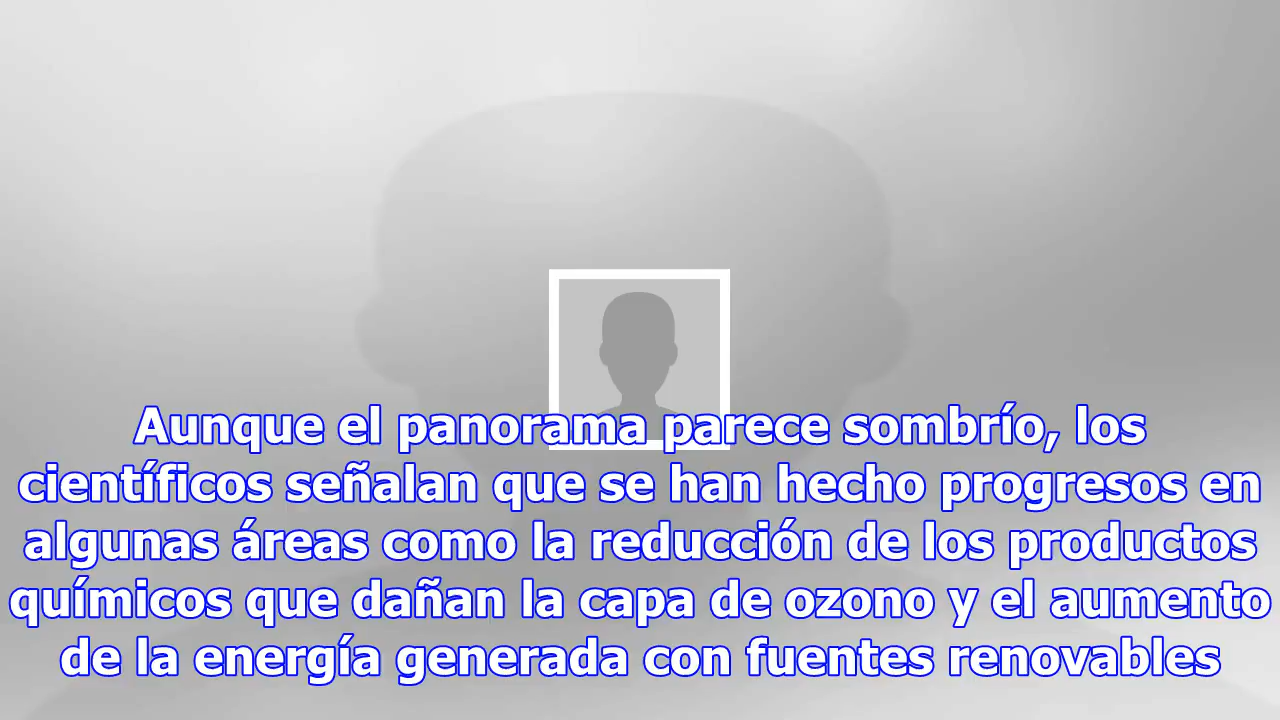 Aunque el panorama parece sombrío, los
científicos señalan que se han hecho progresos en
algunas áreas como la reducción de los productos
químicos que dañan la capa de ozono y el aumento
de la energía generada con fuentes renovables